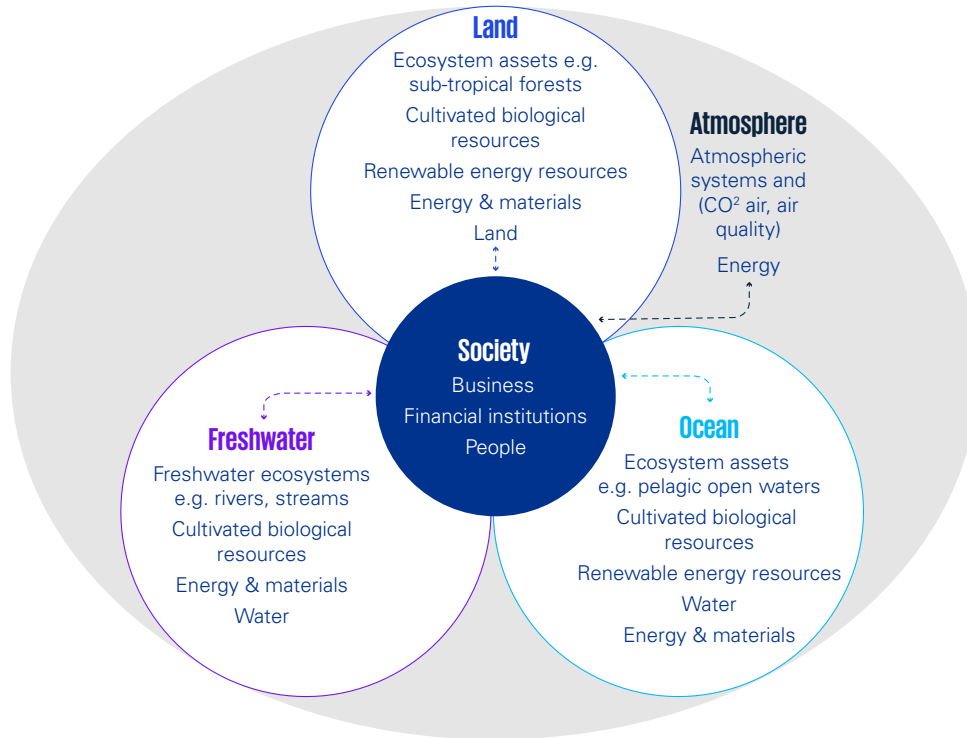 Land
Ecosystem assets e.g.
sub-tropical forests
Cultivated biological
resources
Renewable energy resources
Energy & materials
Land
Atmosphere
Atmospheric
systems and
(CO² air, air
quality)
Energy
Society
Business
Financial institutions
People
Freshwater
Freshwater ecosystems
e.g. rivers, streams
Cultivated biological
resources
Energy & materials
Water
Ocean
Ecosystem assets
e.g. pelagic open waters
Cultivated biological
resources
Renewable energy resources
Water
Energy & materials